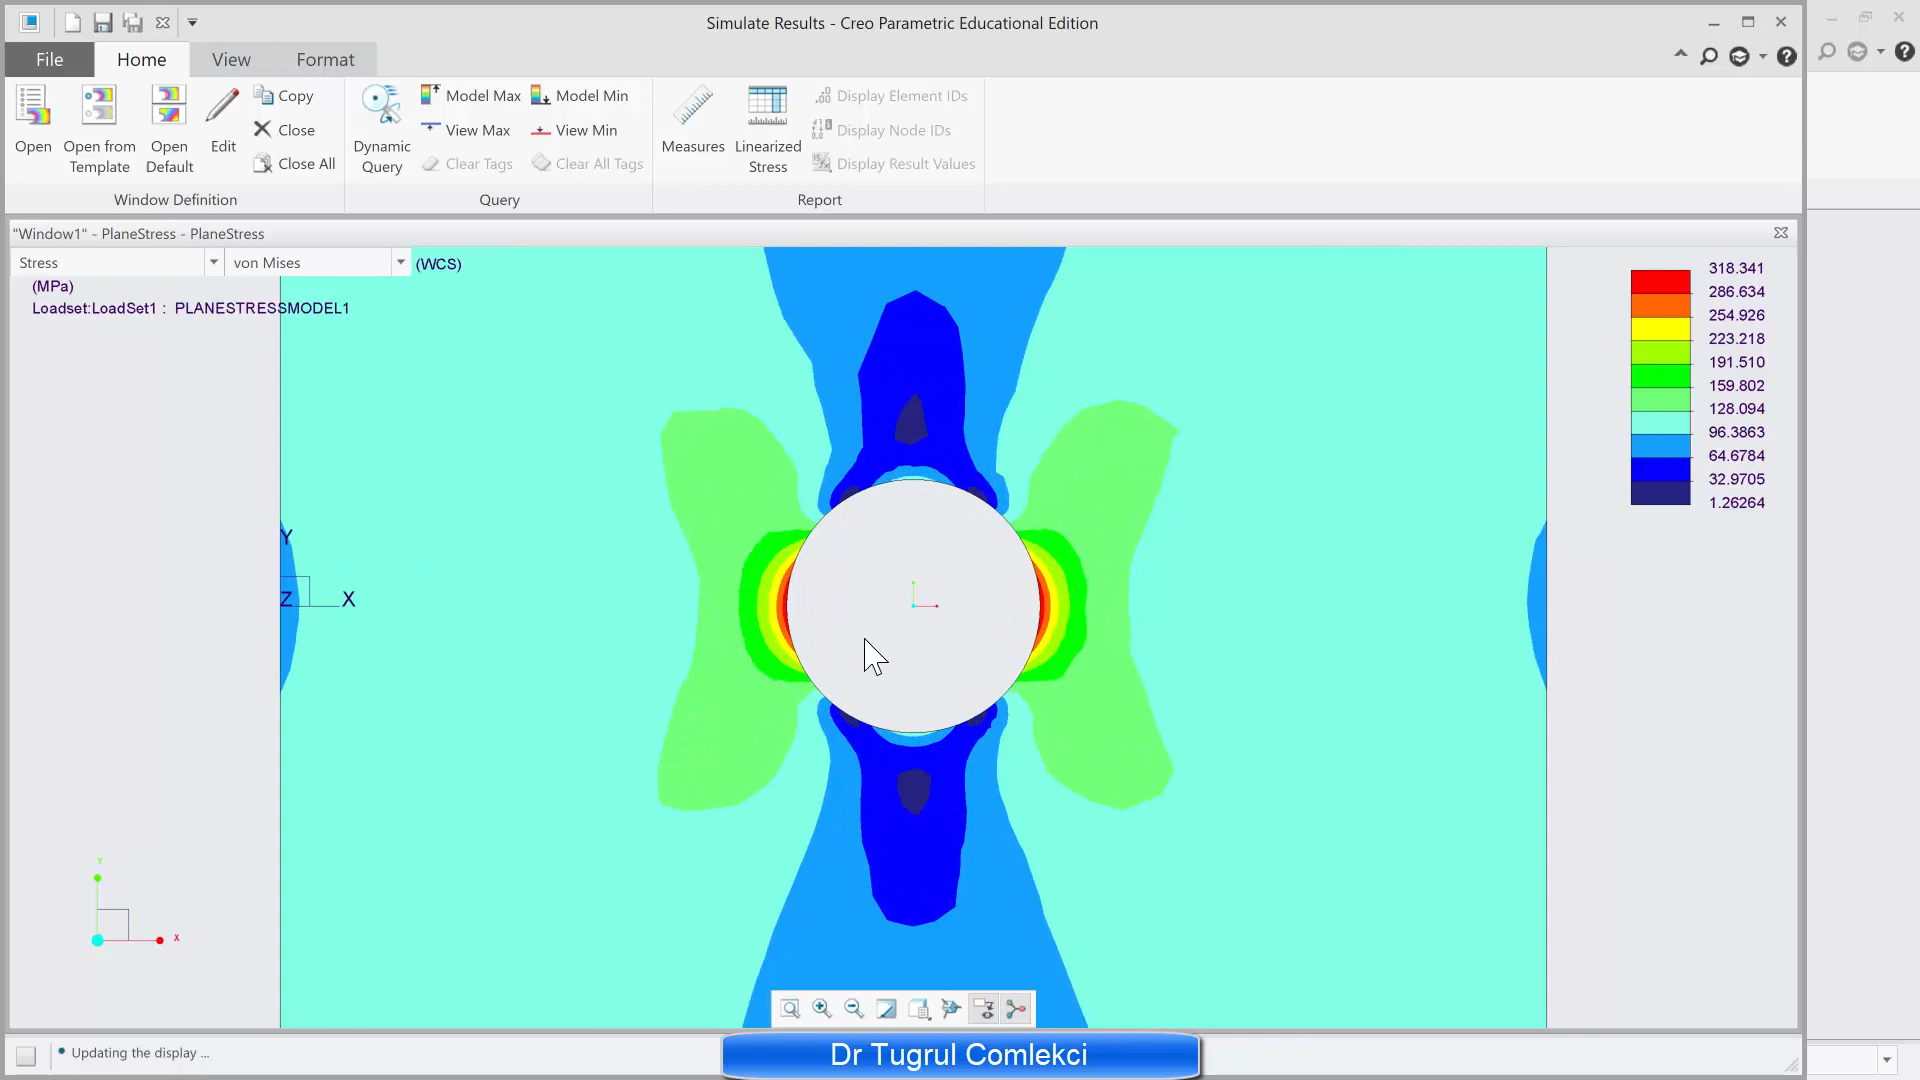 Simulate Results - Creo Parametric Educational Edition
File Home View Format
Open
Open from Template
Open Default
Edit
Copy
Close
Close All
Window Definition
Dynamic Query
Model Max
Model Min
View Max
View Min
Clear Tags
Clear All Tags
Query
Measures
Linearized Stress
Display Element IDs
Display Node IDs
Display Result Values
Report
"Window1" - PlaneStress - PlaneStress
Stress von Mises (WCS)
(MPa)
Loadset:LoadSet1 : PLANESTRESSMODEL1
318.341
286.634
254.926
223.218
191.510
159.802
128.094
96.3863
64.6784
32.9705
1.26264
Y
Z X
Y
X
Updating the display ...
Dr Tugrul Comlekci